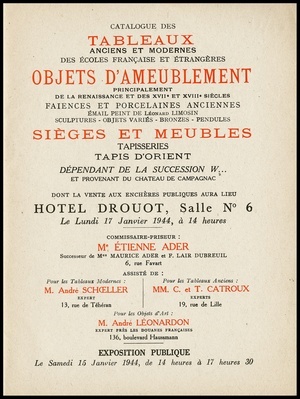 CATALOGUE DES
TABLEAUX
ANCIENS ET MODERNES
DES ÉCOLES FRANÇAISE ET ÉTRANGÈRES
OBJETS D'AMEUBLEMENT
PRINCIPALEMENT
DE LA RENAISSANCE ET DES XVIIe ET XVIIIe SIÈCLES
FAIENCES ET PORCELAINES ANCIENNES
ÉMAIL PEINT DE LÉONARD LIMOSIN
SCULPTURES - OBJETS VARIÉS - BRONZES - PENDULES
SIÈGES ET MEUBLES
TAPISSERIES
TAPIS D'ORIENT
DÉPENDANT DE LA SUCCESSION W...
ET PROVENANT DU CHATEAU DE CAMPAGNAC
DONT LA VENTE AUX ENCHÈRES PUBLIQUES AURA LIEU
HOTEL DROUOT, Salle No 6
Le Lundi 17 Janvier 1944, à 14 heures
COMMISSAIRE-PRISEUR :
Me ÉTIENNE ADER
Successeur de Mes MAURICE ADER et F. LAIR DUBREUIL
6, rue Favart
ASSISTÉ DE :
Pour les Tableaux Modernes :
M. André SCHŒLLER
EXPERT
13, rue de Téhéran
Pour les Tableaux Anciens :
MM. C. et T. CATROUX
EXPERTS
19, rue de Lille
Pour les Objets d'Art :
M. André LÉONARDON
EXPERT PRÈS LES DOUANES FRANÇAISES
136, boulevard Haussmann
EXPOSITION PUBLIQUE
Le Samedi 15 Janvier 1944, de 14 heures à 17 heures 30